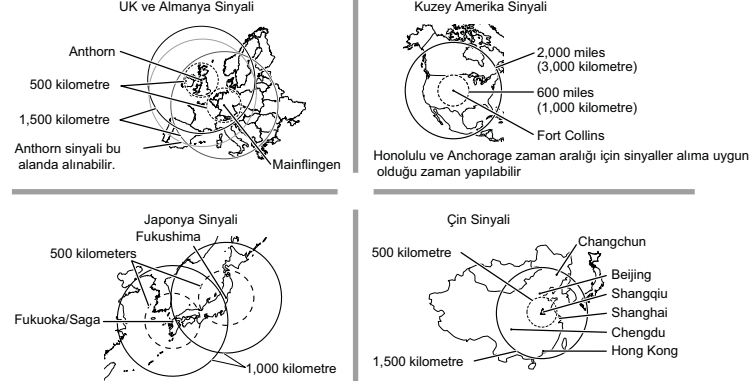 UK ve Almanya Sinyali
Anthorn
500 kilometre
1,500 kilometre
Anthorn sinyali bu
alanda alınabilir.
Mainflingen
Kuzey Amerika Sinyali
2,000 miles
(3,000 kilometre)
600 miles
(1,000 kilometre)
Fort Collins
Honolulu ve Anchorage zaman aralığı için sinyaller alıma uygun
olduğu zaman yapılabilir
Japonya Sinyali
Fukushima
500 kilometers
Fukuoka/Saga
1,000 kilometre
Çin Sinyali
500 kilometre
Changchun
Beijing
Shangqiu
Shanghai
Chengdu
Hong Kong
1,500 kilometre